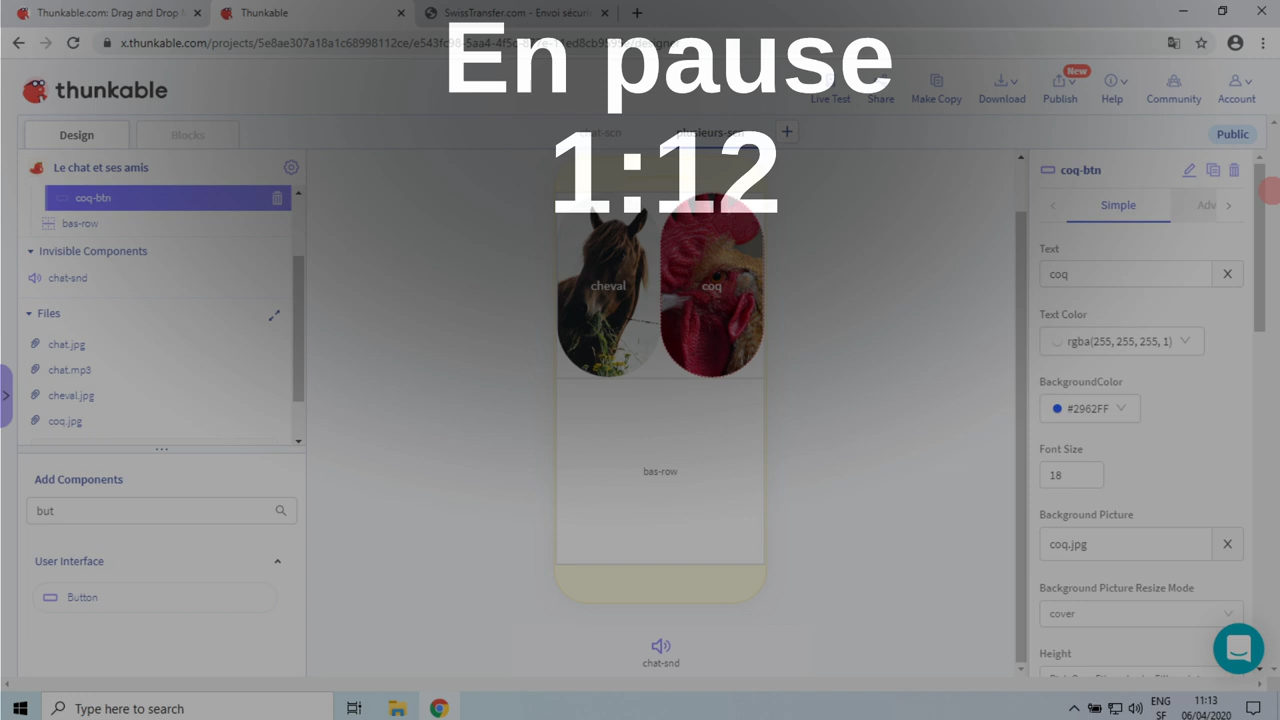 Thunkable.com: Drag and Drop
Thunkable
SwissTransfer.com - Envoi sécuri
En pause
1:12
thunkable
Live Test
Share
Make Copy
Download
Publish
New
Help
Community
Account
Design
Blocks
chat-scn
plusieurs-scn
Public
Le chat et ses amis
coq-btn
bas-row
Invisible Components
chat-snd
Files
chat.jpg
chat.mp3
cheval.jpg
coq.jpg
Add Components
but
User Interface
Button
cheval
coq
bas-row
chat-snd
coq-btn
Simple
Adv
Text
coq
Text Color
rgba(255, 255, 255, 1)
BackgroundColor
#2962FF
Font Size
18
Background Picture
coq.jpg
Background Picture Resize Mode
cover
Height
Type here to search
ENG
SF
11:13
06/04/2020